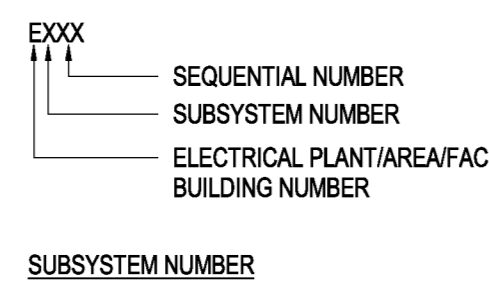 EXXX
SEQUENTIAL NUMBER
SUBSYSTEM NUMBER
ELECTRICAL PLANT/AREA/FAC
BUILDING NUMBER
SUBSYSTEM NUMBER